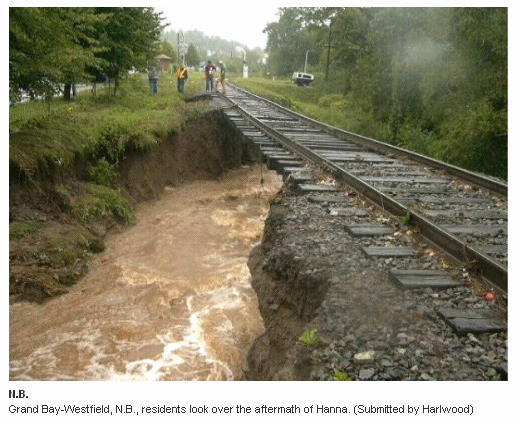 N.B.
Grand Bay-Westfield, N.B., residents look over the aftermath of Hanna. (Submitted by Harlwood)